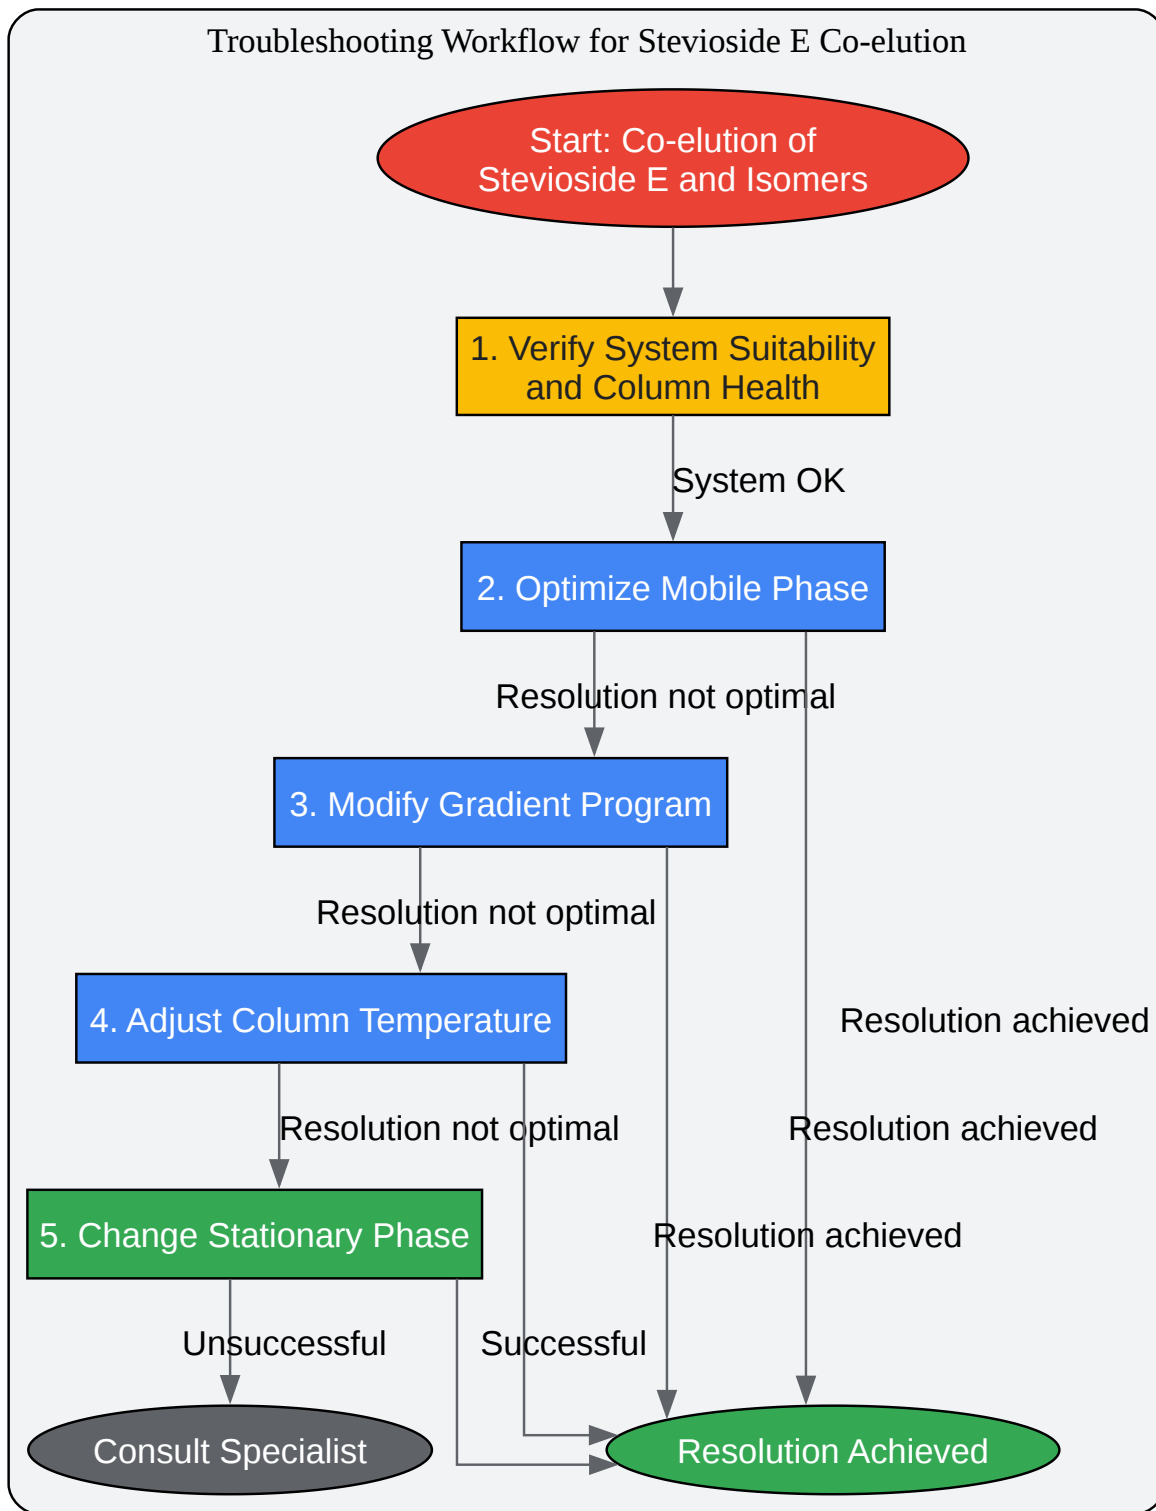 Troubleshooting Workflow for Stevioside E Co-elution
Start: Co-elution of
Stevioside E and Isomers
1. Verify System Suitability
and Column Health
System OK
2. Optimize Mobile Phase
Resolution not optimal
3. Modify Gradient Program
Resolution not optimal
4. Adjust Column Temperature
Resolution achieved
Resolution not optimal
Resolution achieved
5. Change Stationary Phase
Resolution achieved
Unsuccessful
Successful
Consult Specialist
Resolution Achieved